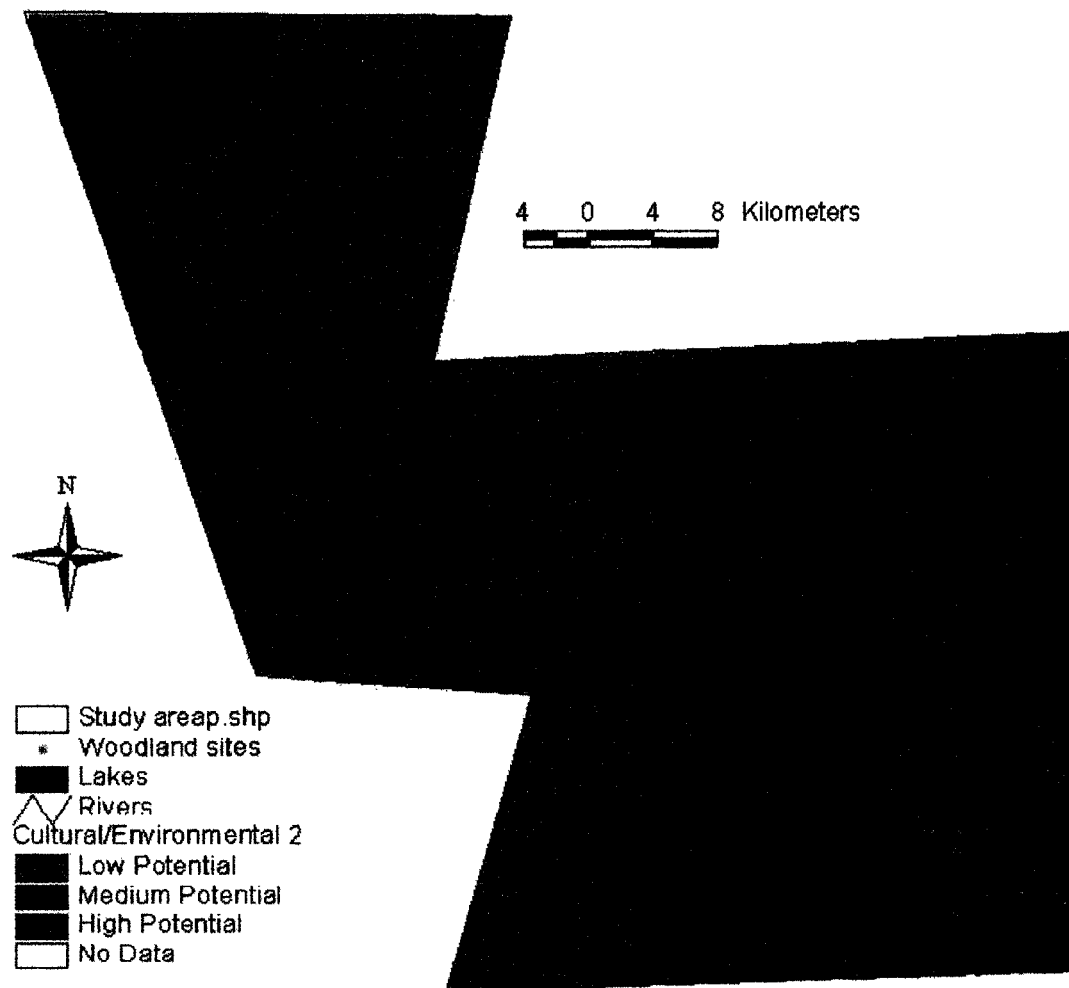 4 0 4 8 Kilometers
N
Study areap.shp
Woodland sites
Lakes
Rivers
Cultural/Environmental 2
Low Potential
Medium Potential
High Potential
No Data